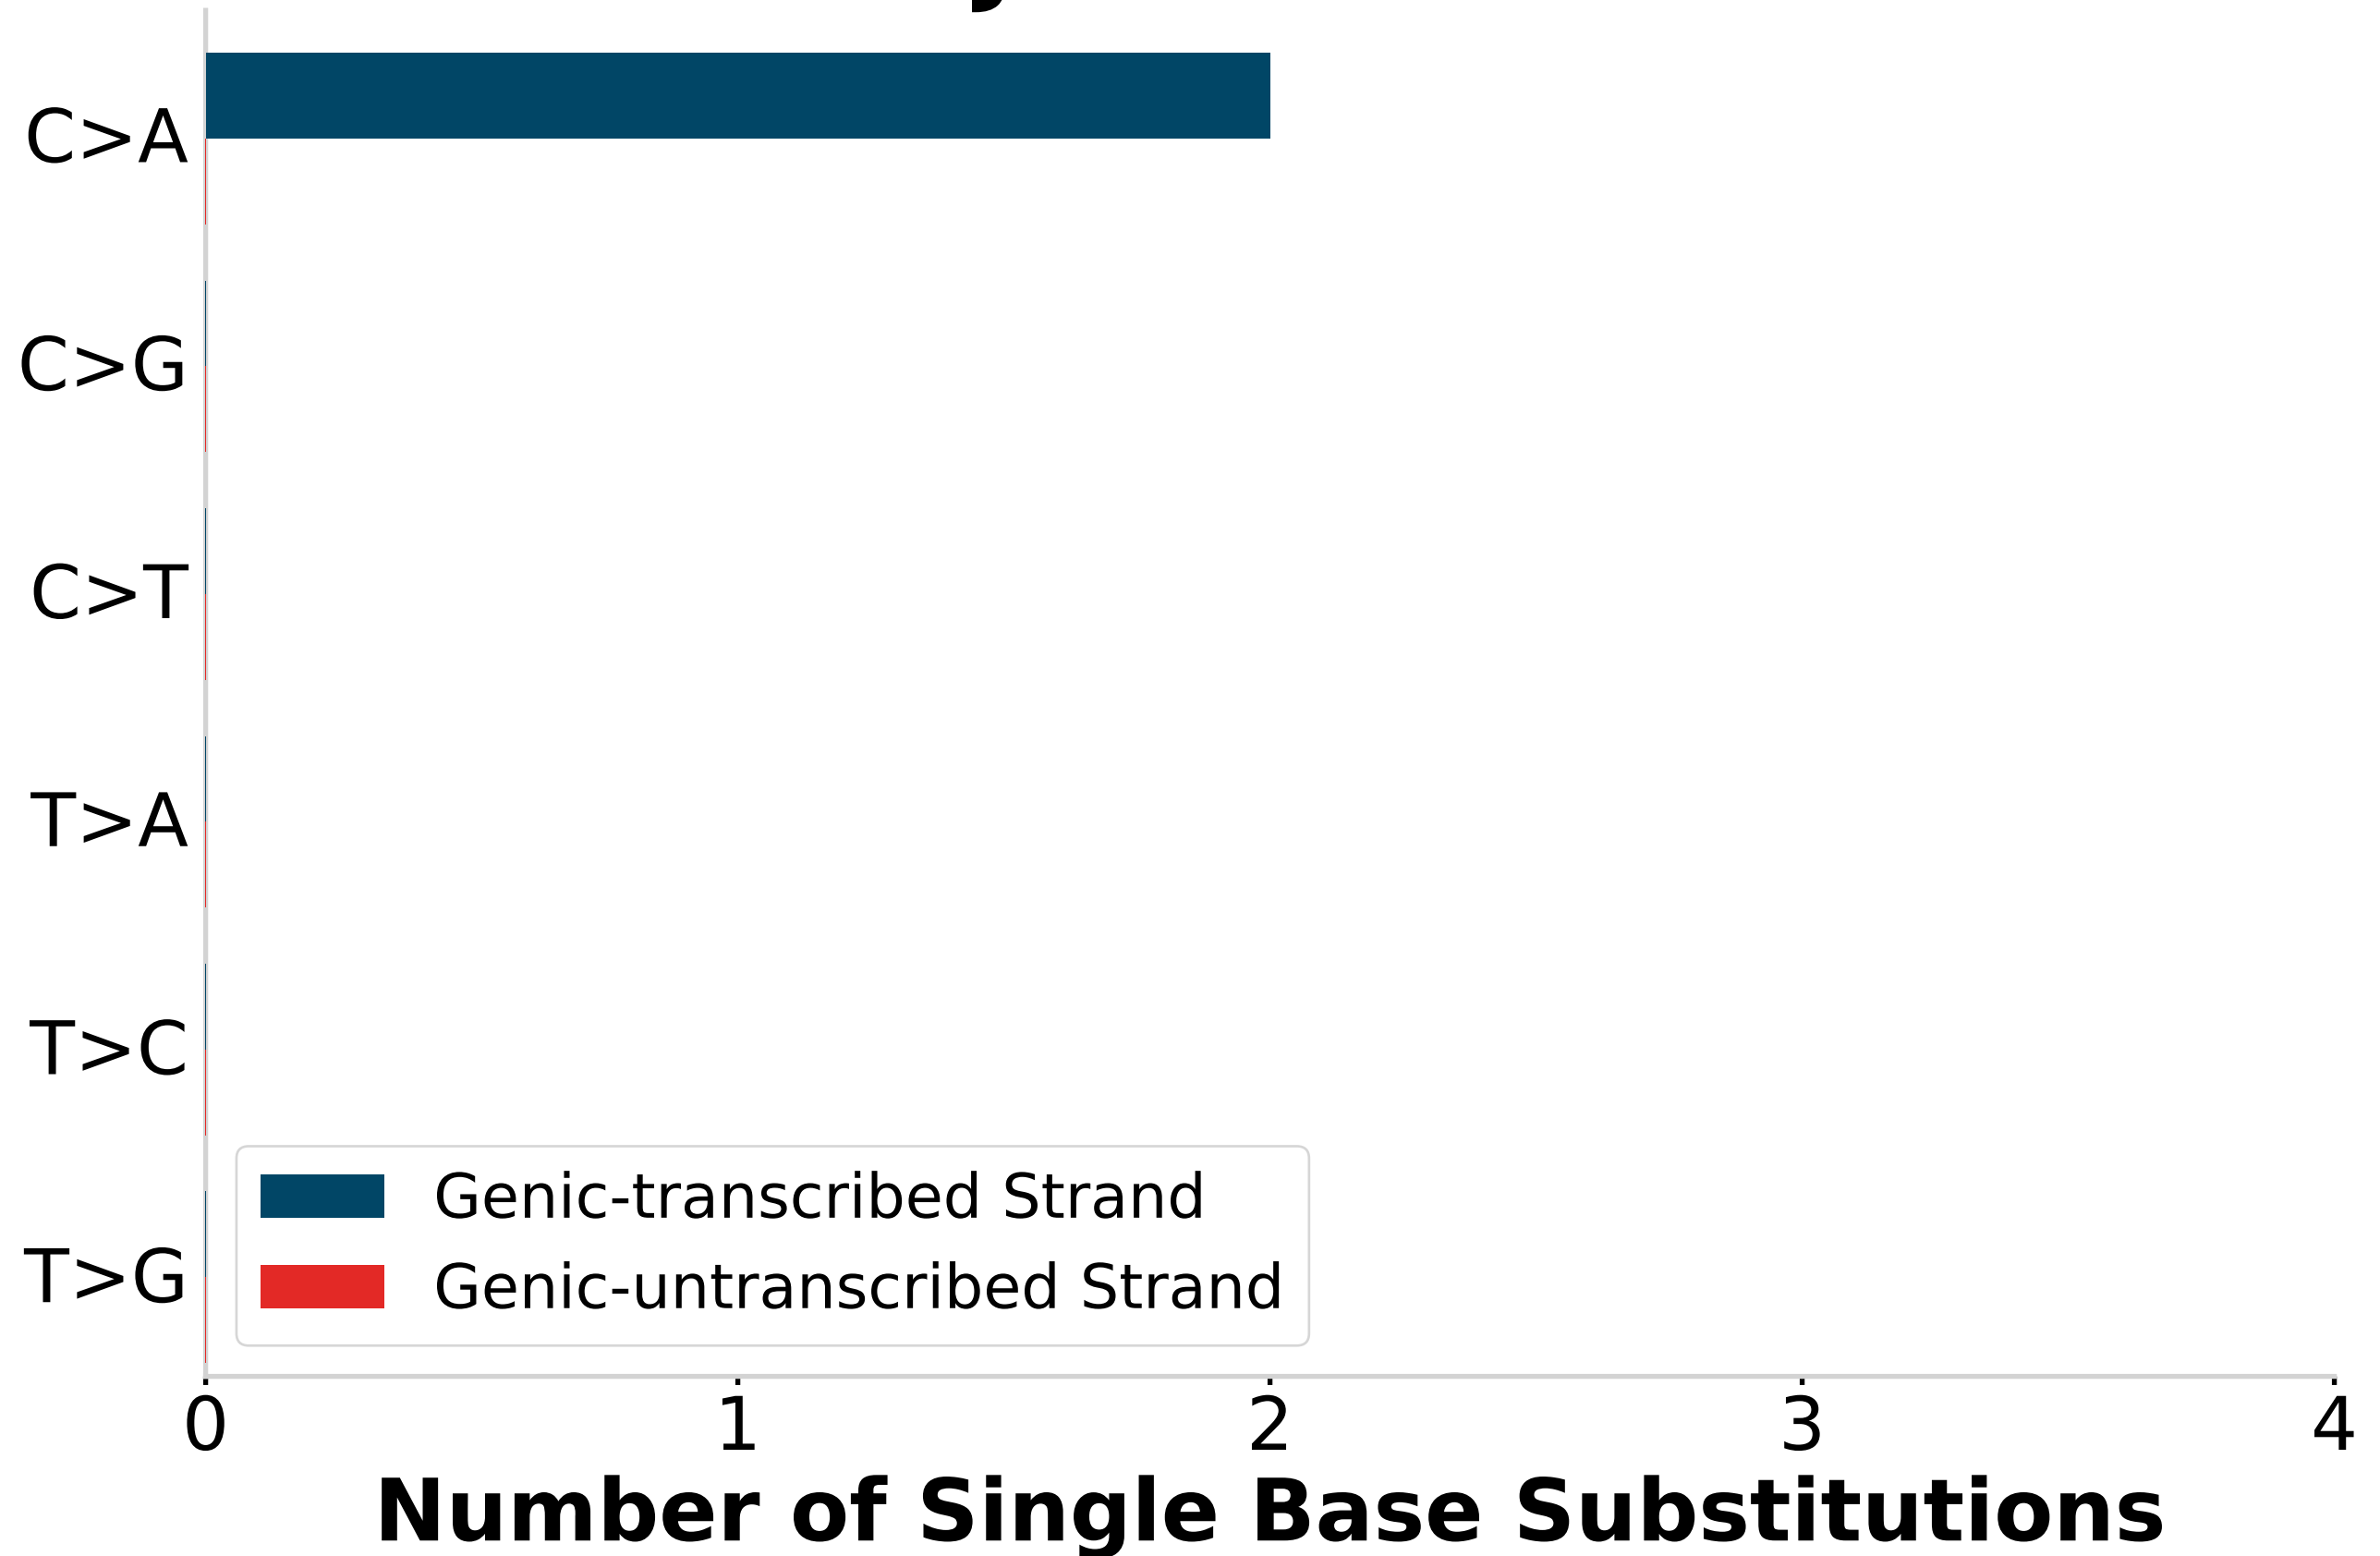 C>A
C>G
C>T
T>A
T>C
T>G
Genic-transcribed Strand
Genic-untranscribed Strand
0 1 2 3 4
Number of Single Base Substitutions